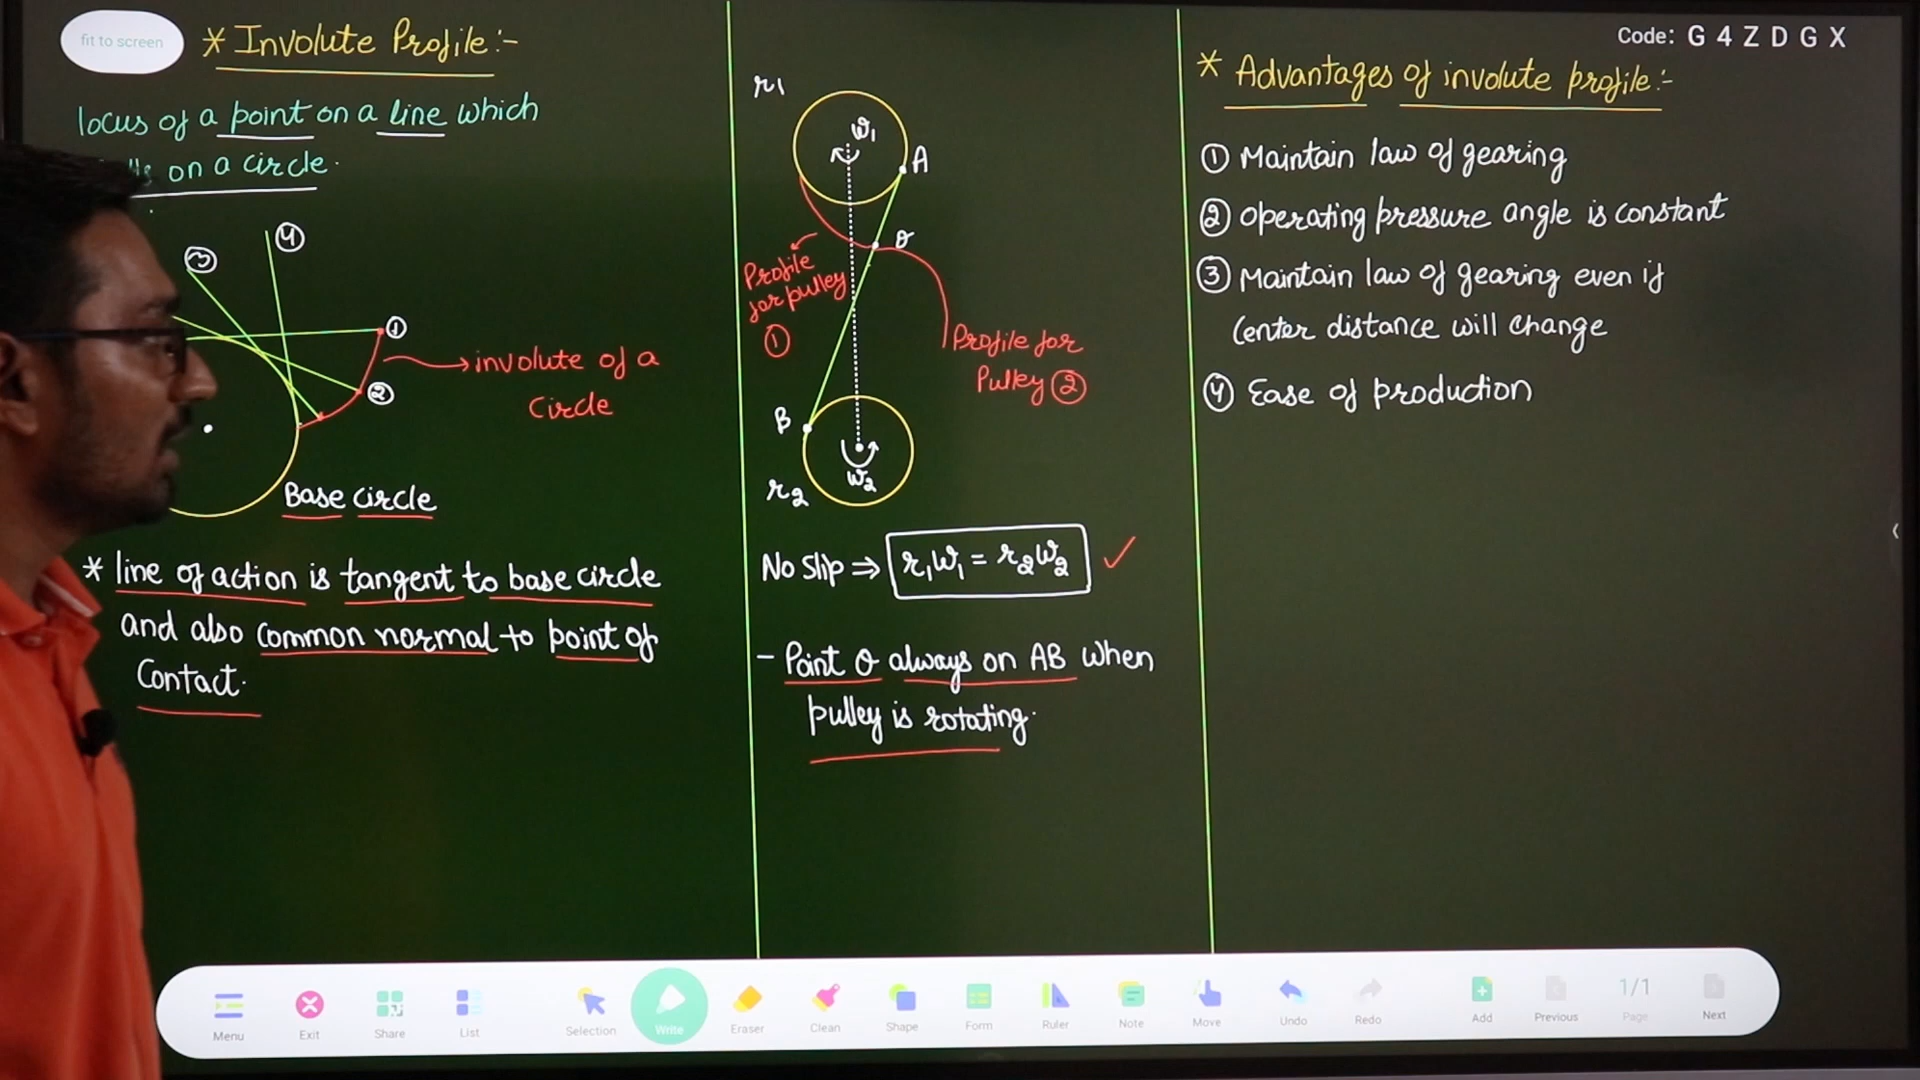 fit to screen
* Involute Profile:-
locus of a point on a line which
on a circle.
4
3
1
2
involute of a
Circle
Base circle
* line of action is tangent to base circle
and also common normal to point of
Contact.
r1
ω1
A
O
Profile
for pulley
1
Profile for
Pulley 2
B
ω2
r2
No Slip ⇒ r1ω1 = r2ω2 ✓
- Point O always on AB when
pulley is rotating.
Code: G 4 Z D G X
* Advantages of involute profile:-
1 Maintain law of gearing
2 operating pressure angle is constant
3 Maintain law of gearing even if
Center distance will change
4 Ease of production
Menu Exit Share List Selection Write Eraser Clean Shape Form Ruler Note Move Undo Redo Add Previous 1/1 Page Next